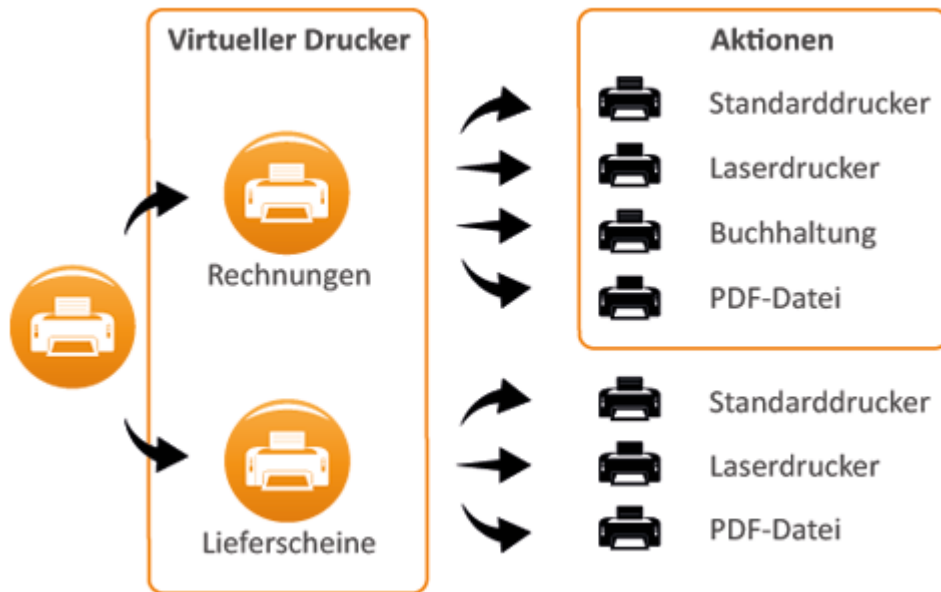 Virtueller Drucker
Rechnungen
Lieferscheine
Aktionen
Standarddrucker
Laserdrucker
Buchhaltung
PDF-Datei
Standarddrucker
Laserdrucker
PDF-Datei